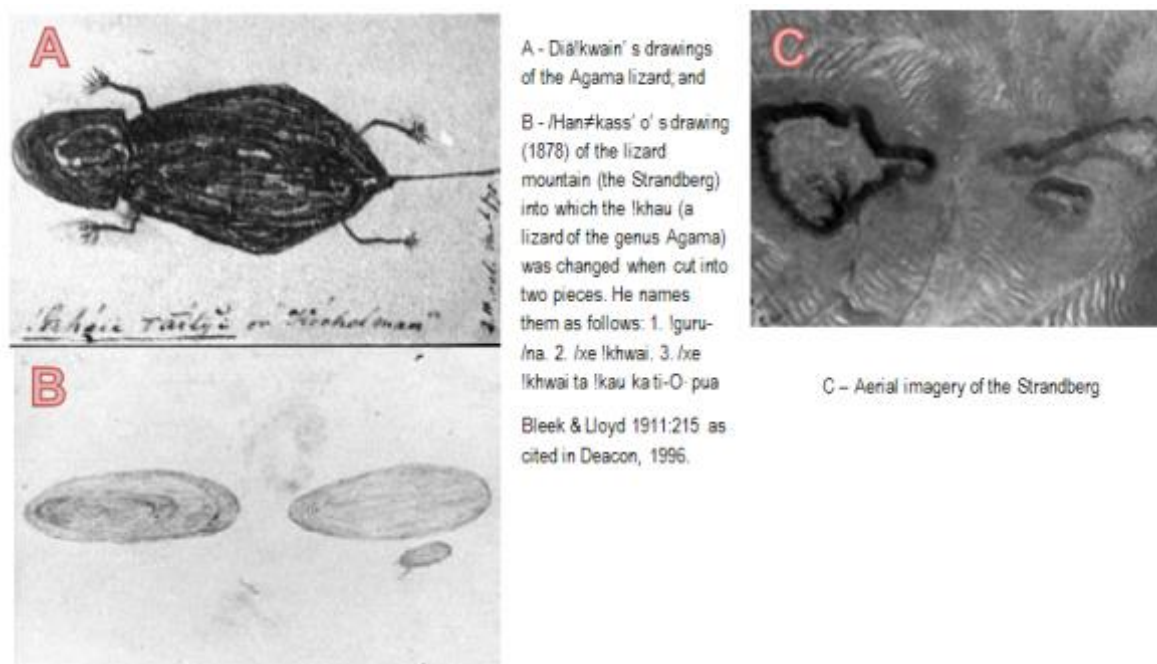 A
A - Diä!kwain' s drawings
of the Agama lizard; and
B - /Han≠kass' o' s drawing
(1878) of the lizard
mountain (the Strandberg)
into which the !khau (a
lizard of the genus Agama)
was changed when cut into
two pieces. He names
them as follows: 1. !guru-
/na. 2. /xe !khwai. 3. /xe
!khwai ta !kau ka ti-O· pua
Bleek & Lloyd 1911:215 as
cited in Deacon, 1996.
C
C – Aerial imagery of the Strandberg
or
B